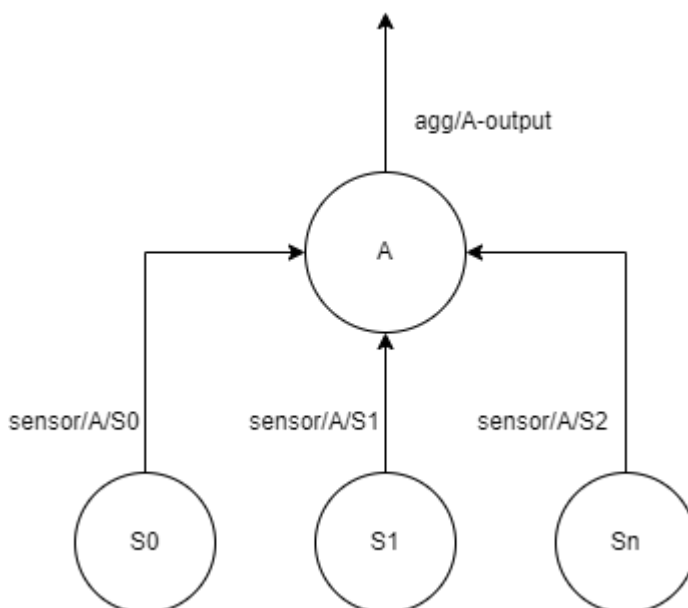 agg/A-output
A
sensor/A/S0
sensor/A/S1
sensor/A/S2
S0
S1
Sn